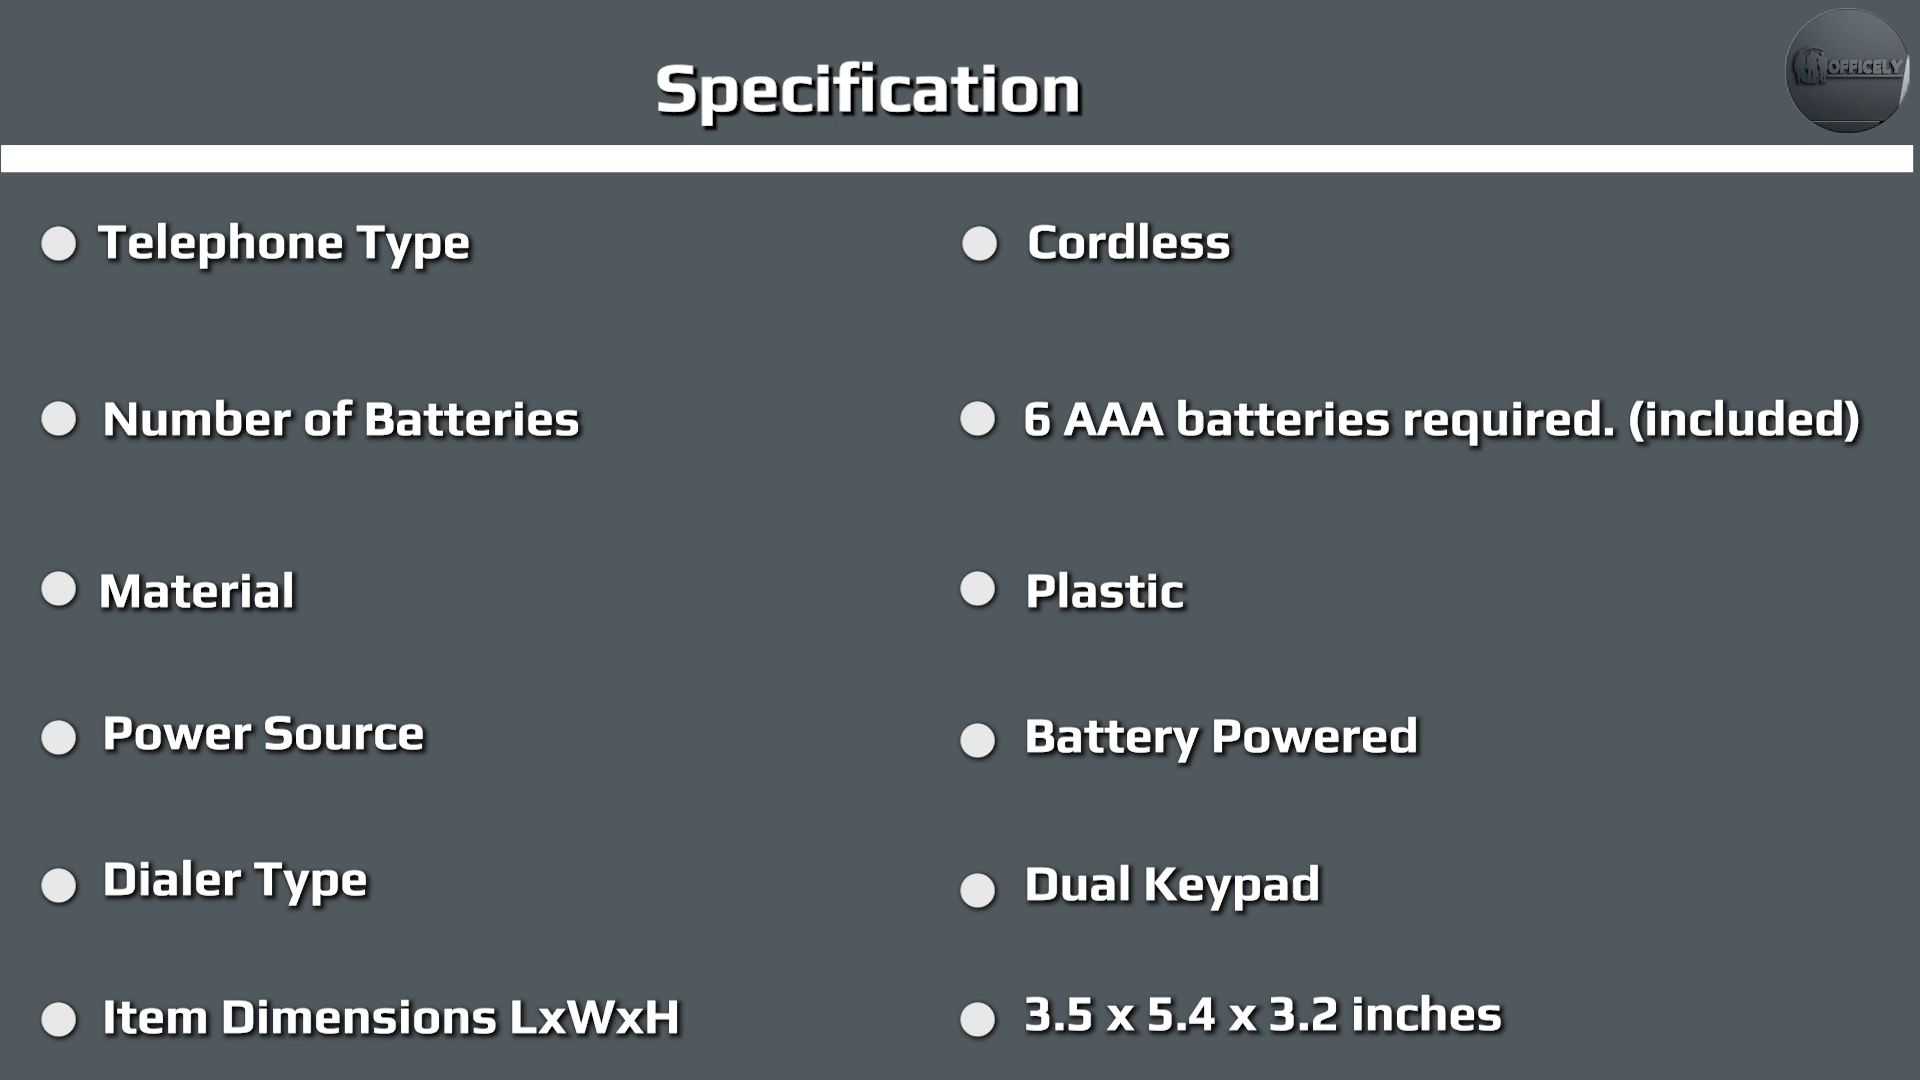 Specification
OFFICELY
Telephone Type
Cordless
Number of Batteries
6 AAA batteries required. (included)
Material
Plastic
Power Source
Battery Powered
Dialer Type
Dual Keypad
Item Dimensions LxWxH
3.5 x 5.4 x 3.2 inches